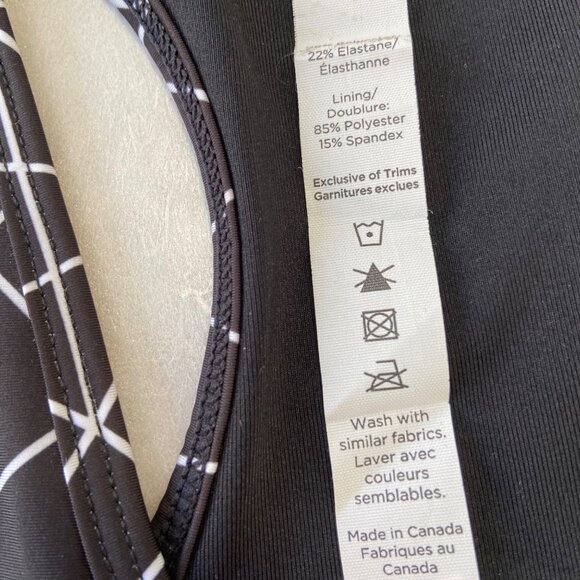 22% Elastane/
Élasthanne
Lining/
Doublure:
85% Polyester
15% Spandex
Exclusive of Trims
Garnitures exclues
Wash with
similar fabrics.
Laver avec
couleurs
semblables.
Made in Canada
Fabriques au
Canada